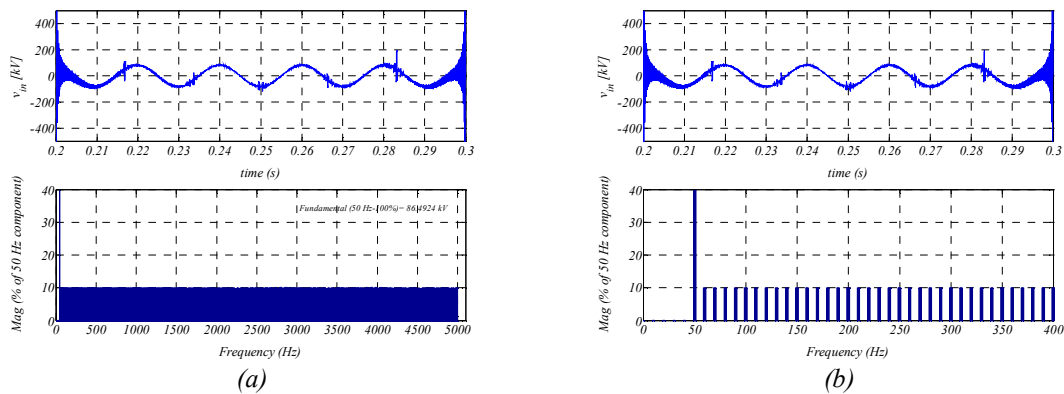 400
200
0
-200
-400
v_in [kV]
0.2 0.21 0.22 0.23 0.24 0.25 0.26 0.27 0.28 0.29 0.3
time (s)
40
30
20
10
0
Mag (% of 50 Hz component)
Fundamental (50 Hz-100%)= 86.4924 kV
0 500 1000 1500 2000 2500 3000 3500 4000 4500 5000
Frequency (Hz)
(a)
400
200
0
-200
-400
v_in [kV]
0.2 0.21 0.22 0.23 0.24 0.25 0.26 0.27 0.28 0.29 0.3
time (s)
40
30
20
10
0
Mag (% of 50 Hz component)
0 50 100 150 200 250 300 350 400
Frequency (Hz)
(b)